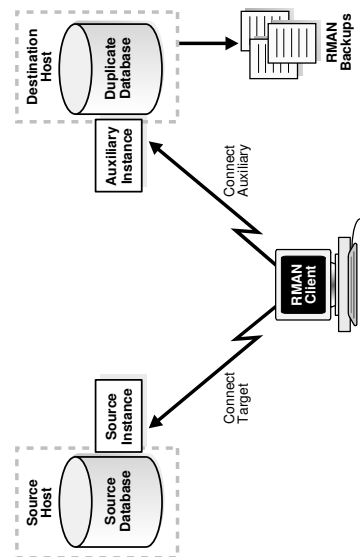 Source
Host
Source
Database
Source
Instance
Connect
Target
RMAN
Client
Connect
Auxiliary
Destination
Host
Auxiliary
Instance
Duplicate
Database
RMAN
Backups